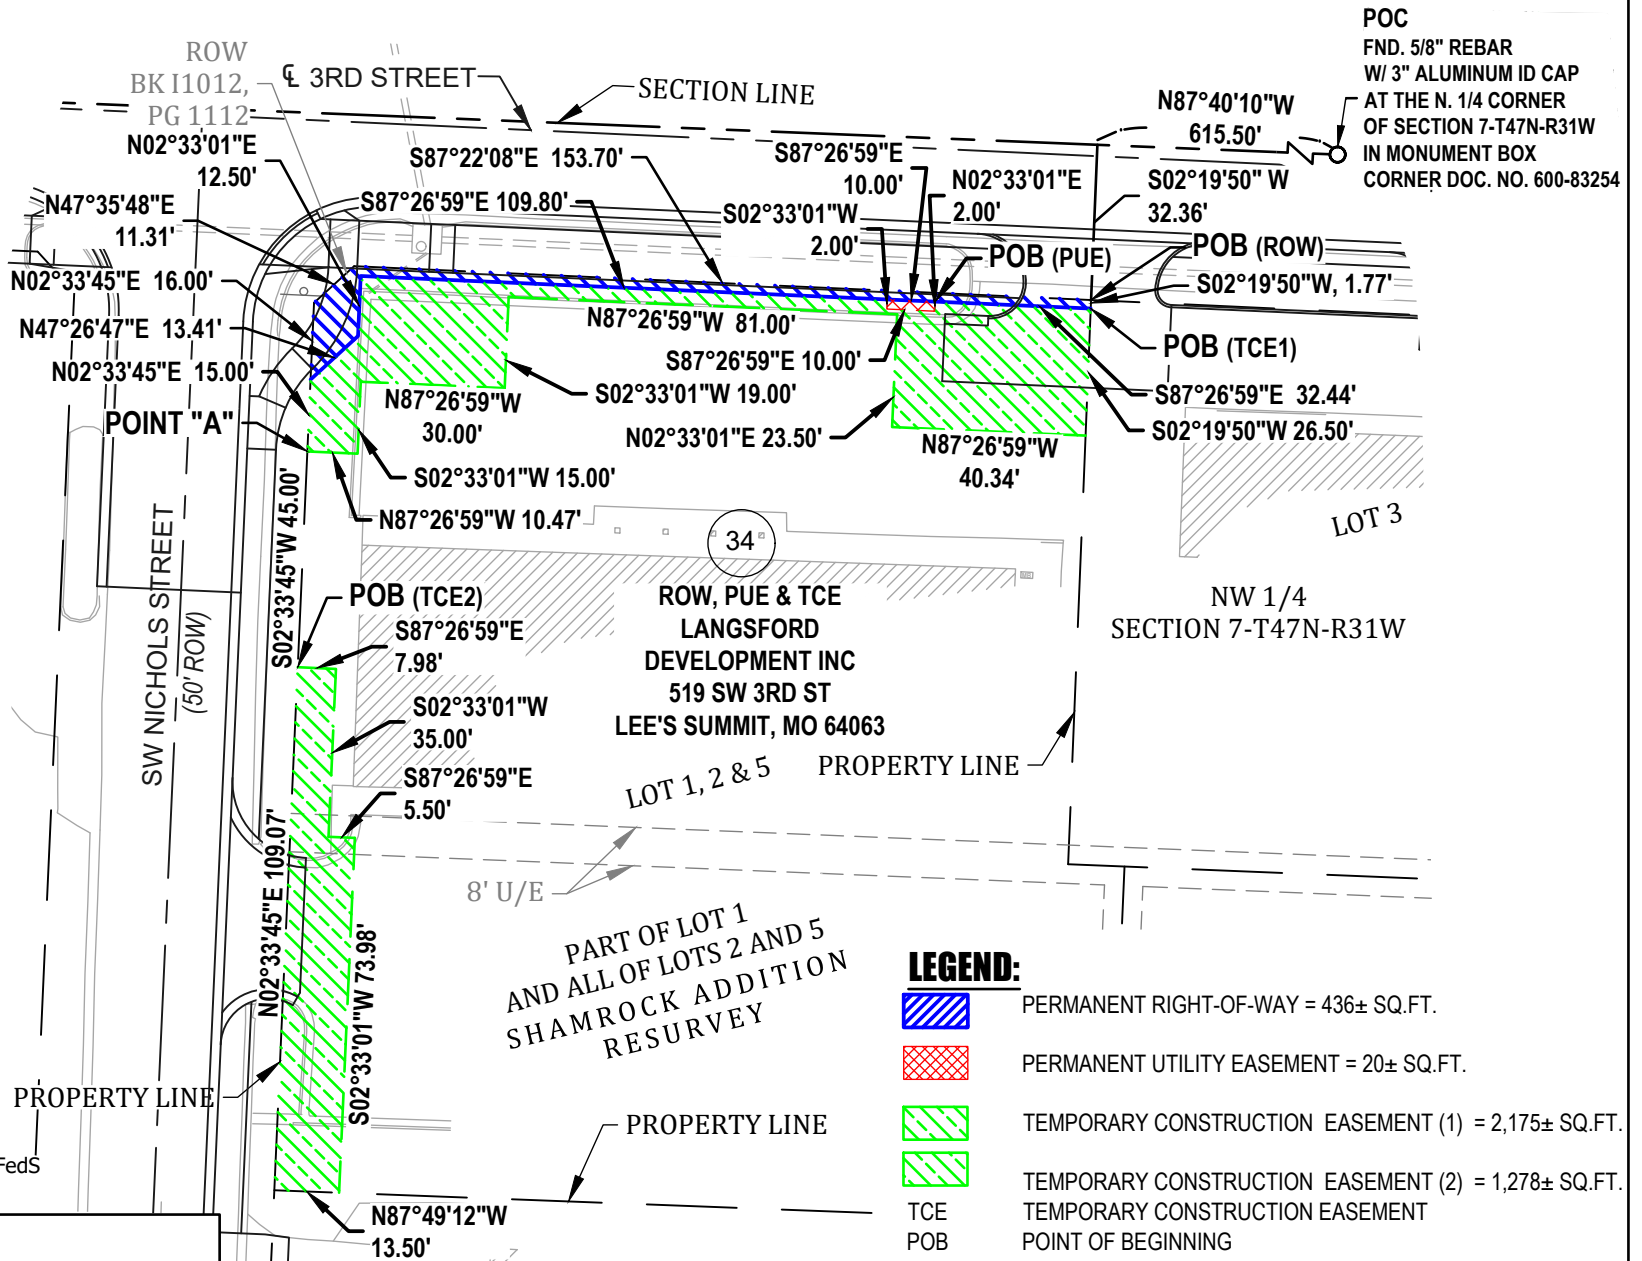 POC
FND. 5/8" REBAR
W/ 3" ALUMINUM ID CAP
AT THE N. 1/4 CORNER
OF SECTION 7-T47N-R31W
IN MONUMENT BOX
CORNER DOC. NO. 600-83254
ROW
BK I1012,
PG 1112
℄ 3RD STREET
SECTION LINE
N87°40'10"W
615.50'
N02°33'01"E
12.50'
S87°22'08"E 153.70'
S87°26'59"E
10.00'
N02°33'01"E
2.00'
S02°19'50" W
32.36'
N47°35'48"E
11.31'
S87°26'59"E 109.80'
S02°33'01"W
2.00'
POB (PUE)
POB (ROW)
S02°19'50"W, 1.77'
N02°33'45"E 16.00'
N47°26'47"E 13.41'
N87°26'59"W 81.00'
POB (TCE1)
N02°33'45"E 15.00'
S87°26'59"E 10.00'
S87°26'59"E 32.44'
POINT "A"
N87°26'59"W
30.00'
S02°33'01"W 19.00'
N02°33'01"E 23.50'
N87°26'59"W
40.34'
S02°19'50"W 26.50'
S02°33'01"W 15.00'
N87°26'59"W 10.47'
S02°33'45"W 45.00'
SW NICHOLS STREET
(50' ROW)
LOT 3
34
ROW, PUE & TCE
LANGSFORD
DEVELOPMENT INC
519 SW 3RD ST
LEE'S SUMMIT, MO 64063
NW 1/4
SECTION 7-T47N-R31W
POB (TCE2)
S87°26'59"E
7.98'
S02°33'01"W
35.00'
S87°26'59"E
5.50'
LOT 1, 2 & 5
PROPERTY LINE
8' U/E
N02°33'45"E 109.07'
S02°33'01"W 73.98'
PART OF LOT 1
AND ALL OF LOTS 2 AND 5
SHAMROCK ADDITION
RESURVEY
PROPERTY LINE
PROPERTY LINE
FedS
N87°49'12"W
13.50'
LEGEND:
PERMANENT RIGHT-OF-WAY = 436± SQ.FT.
PERMANENT UTILITY EASEMENT = 20± SQ.FT.
TEMPORARY CONSTRUCTION EASEMENT (1) = 2,175± SQ.FT.
TEMPORARY CONSTRUCTION EASEMENT (2) = 1,278± SQ.FT.
TCE TEMPORARY CONSTRUCTION EASEMENT
POB POINT OF BEGINNING